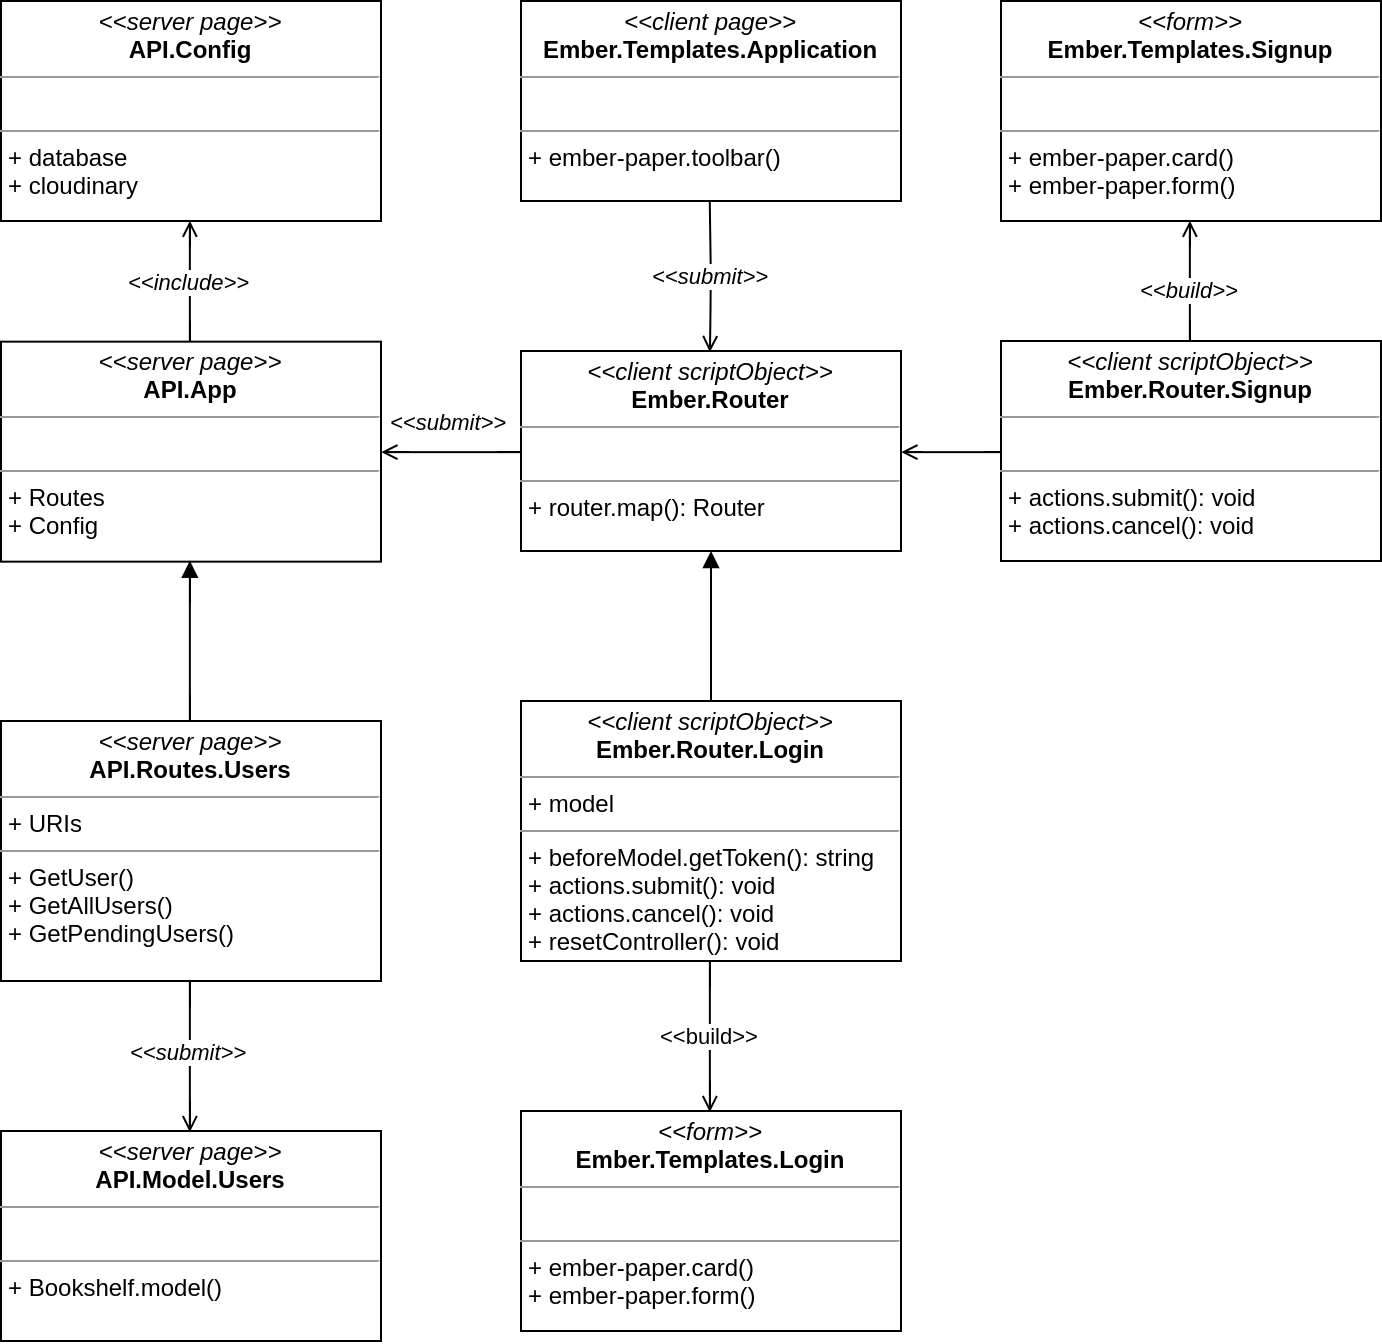 <<server page>>
API.Config
+ database
+ cloudinary
<<client page>>
Ember.Templates.Application
+ ember-paper.toolbar()
<<form>>
Ember.Templates.Signup
+ ember-paper.card()
+ ember-paper.form()
<<include>>
<<submit>>
<<build>>
<<server page>>
API.App
+ Routes
+ Config
<<submit>>
<<client scriptObject>>
Ember.Router
+ router.map(): Router
<<client scriptObject>>
Ember.Router.Signup
+ actions.submit(): void
+ actions.cancel(): void
<<server page>>
API.Routes.Users
+ URIs
+ GetUser()
+ GetAllUsers()
+ GetPendingUsers()
<<client scriptObject>>
Ember.Router.Login
+ model
+ beforeModel.getToken(): string
+ actions.submit(): void
+ actions.cancel(): void
+ resetController(): void
<<submit>>
<<build>>
<<server page>>
API.Model.Users
+ Bookshelf.model()
<<form>>
Ember.Templates.Login
+ ember-paper.card()
+ ember-paper.form()